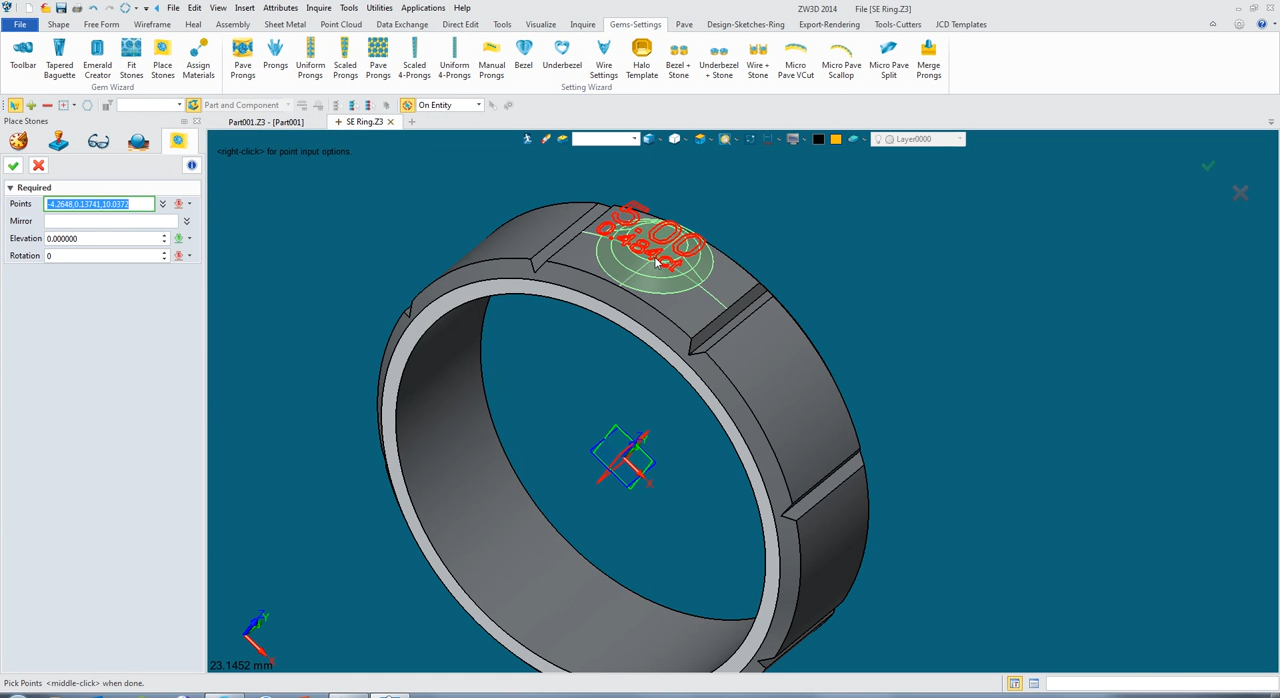 File Edit View Insert Attributes Inquire Tools Utilities Applications Help
ZW3D 2014 File [SE Ring.Z3]
File Shape Free Form Wireframe Heal Assembly Sheet Metal Point Cloud Data Exchange Direct Edit Tools Visualize Inquire Gems-Settings Pave Design-Sketches-Ring Export-Rendering Tools-Cutters JCD Templates
Toolbar Tapered Baguette Emerald Creator Fit Stones Place Stones Assign Materials Pave Prongs Prongs Uniform Prongs Scaled Prongs Pave Prongs Scaled 4-Prongs Uniform 4-Prongs Manual Prongs Bezel Underbezel Wire Settings Halo Template Bezel + Stone Underbezel + Stone Wire + Stone Micro Pave VCut Micro Pave Scallop Micro Pave Split Merge Prongs
Gem Wizard Setting Wizard
Part and Component On Entity
Place Stones
Part001.Z3 - [Part001] SE Ring.Z3
Layer0000
<right-click> for point input options.
Required
Points -4.2648,0.13741,10.0372
Mirror
Elevation 0.000000
Rotation 0
23.1452 mm
Pick Points <middle-click> when done.